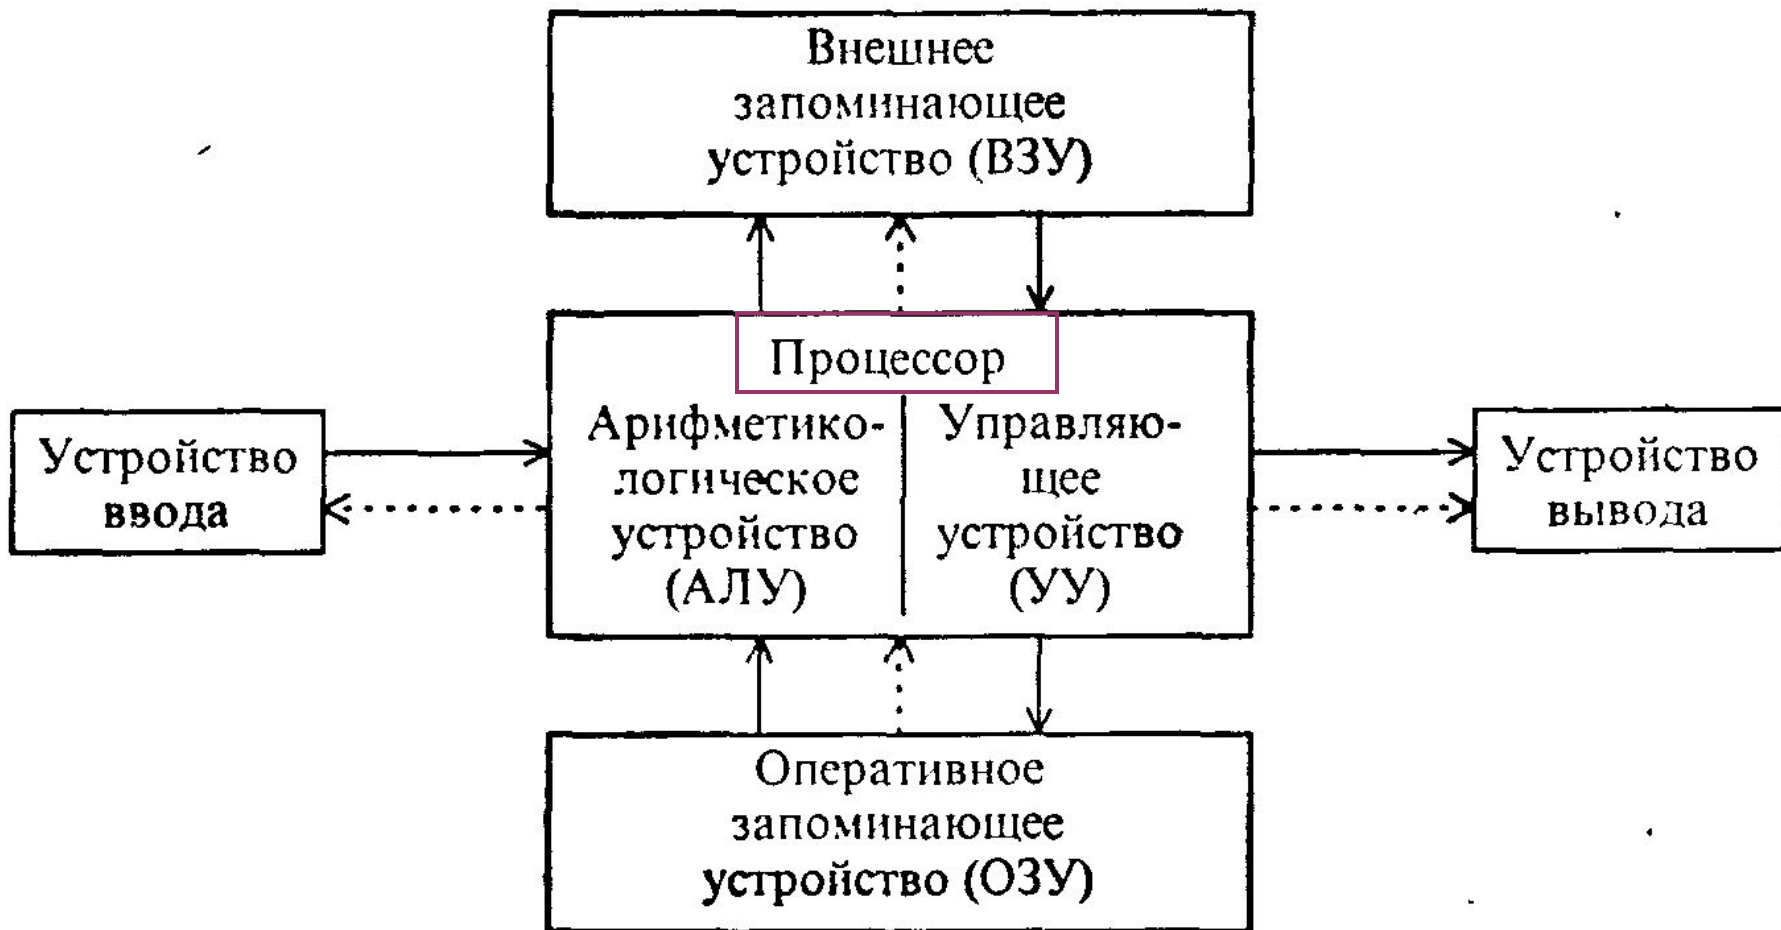 Внешнее
запоминающее
устройство (ВЗУ)
Процессор
Устройство
ввода
Арифметико-
логическое
устройство
(АЛУ)
Управляю-
щее
устройство
(УУ)
Устройство
вывода
Оперативное
запоминающее
устройство (ОЗУ)